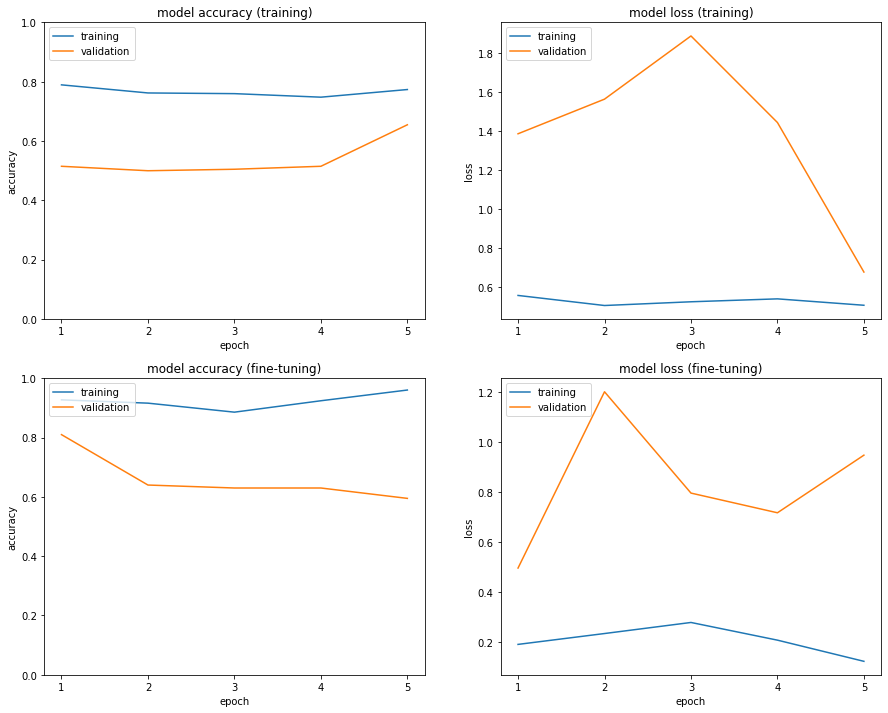 model accuracy (training)
training
validation
1.0
0.8
0.6
0.4
0.2
0.0
accuracy
1 2 3 4 5
epoch
model loss (training)
training
validation
1.8
1.6
1.4
1.2
1.0
0.8
0.6
loss
1 2 3 4 5
epoch
model accuracy (fine-tuning)
training
validation
1.0
0.8
0.6
0.4
0.2
0.0
accuracy
1 2 3 4 5
epoch
model loss (fine-tuning)
training
validation
1.2
1.0
0.8
0.6
0.4
0.2
loss
1 2 3 4 5
epoch